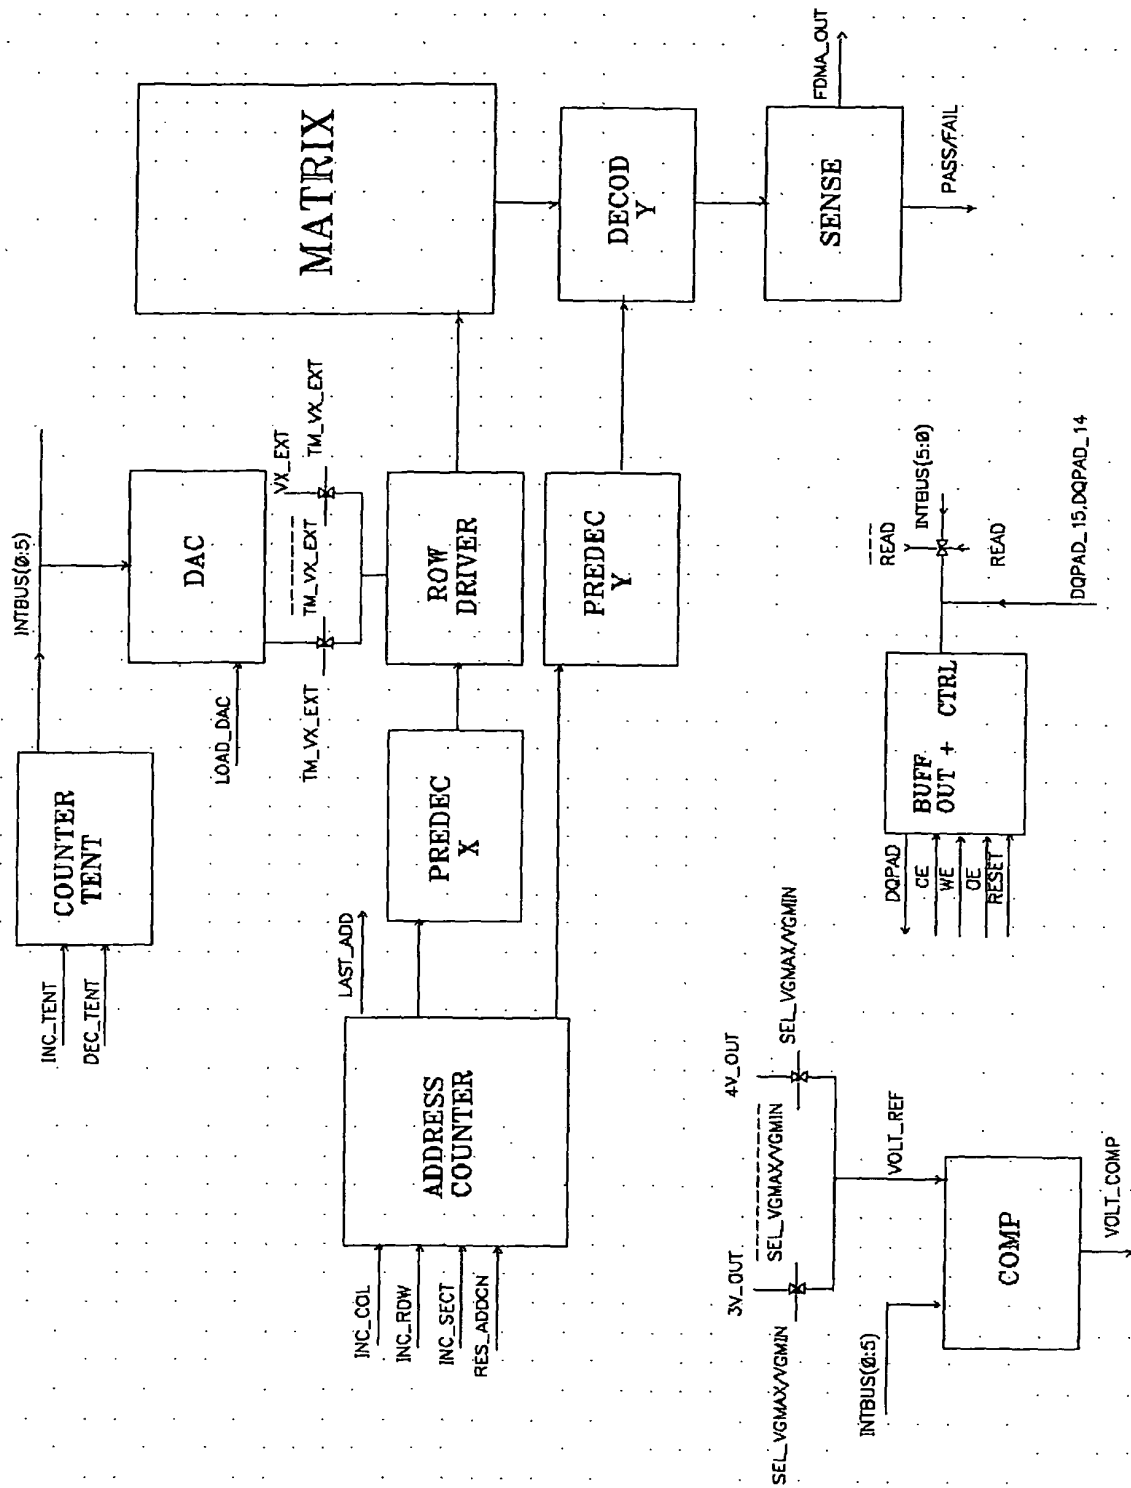 INC_TENT
DEC_TENT
COUNTER
TENT
INTBUS(0:5)
LOAD_DAC
DAC
TM_VX_EXT
TM_VX_EXT
VX_EXT
TM_VX_EXT
MATRIX
INC_COL
INC_ROW
INC_SECT
RES_ADDCN
ADDRESS
COUNTER
LAST_ADD
PREDEC
X
ROW
DRIVER
PREDEC
Y
DECOD
Y
SENSE
FDMA_OUT
PASS/FAIL
3V_OUT
4V_OUT
SEL_VGMAX/VGMIN
SEL_VGMAX/VGMIN
SEL_VGMAX/VGMIN
VOLT_REF
INTBUS(0:5)
COMP
VOLT_COMP
DQPAD
CE
WE
OE
RESET
BUFF
OUT + CTRL
READ
INTBUS(5:0)
READ
DQPAD_15,DQPAD_14